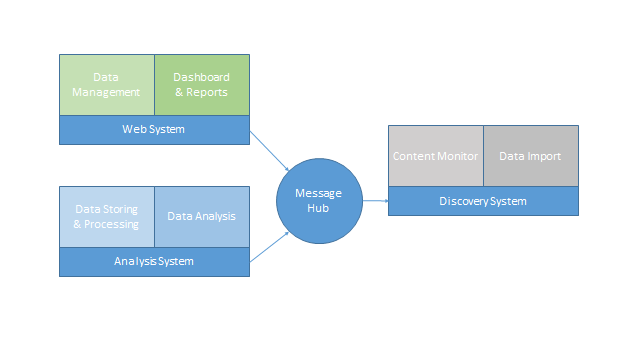 Data
Management
Dashboard
& Reports
Web System
Data Storing
& Processing
Data Analysis
Analysis System
Message
Hub
Content Monitor
Data Import
Discovery System